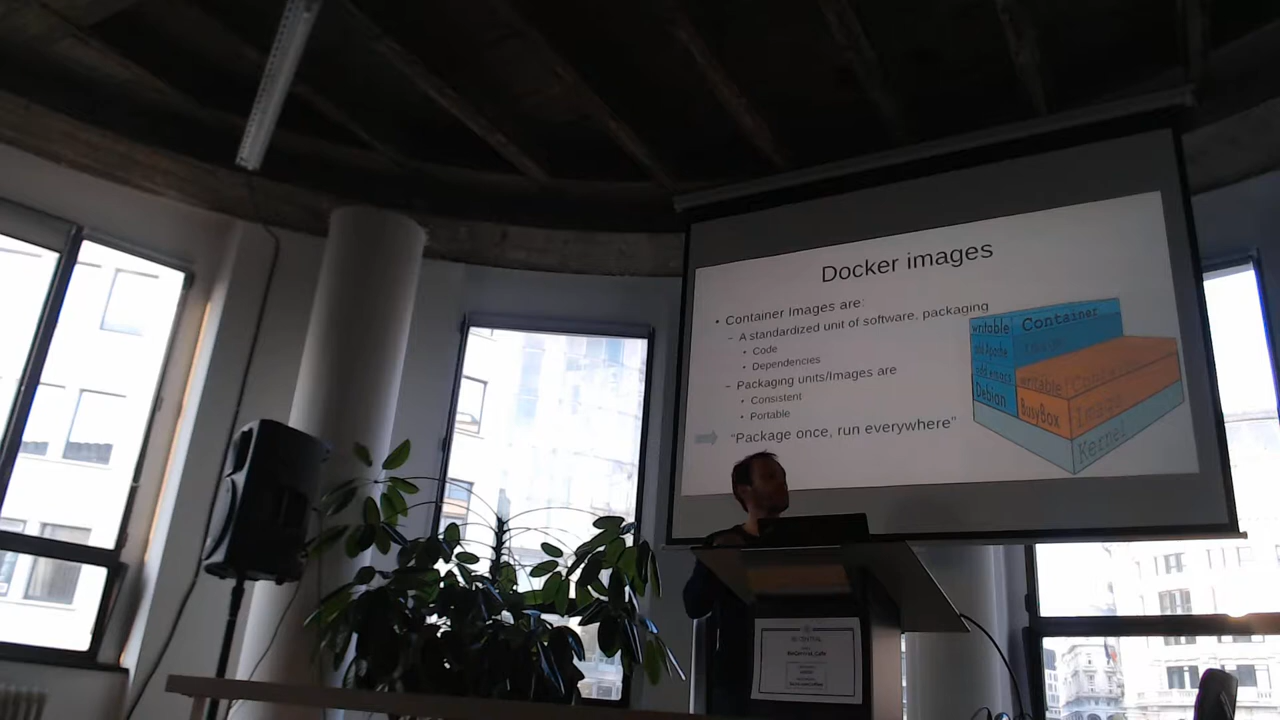 Docker images
• Container Images are:
– A standardized unit of software, packaging
• Code
• Dependencies
– Packaging units/Images are
• Consistent
• Portable
"Package once, run everywhere"
writable Container
add Apache Image
add emacs
Debian
writable Container
BusyBox Image
Kernel